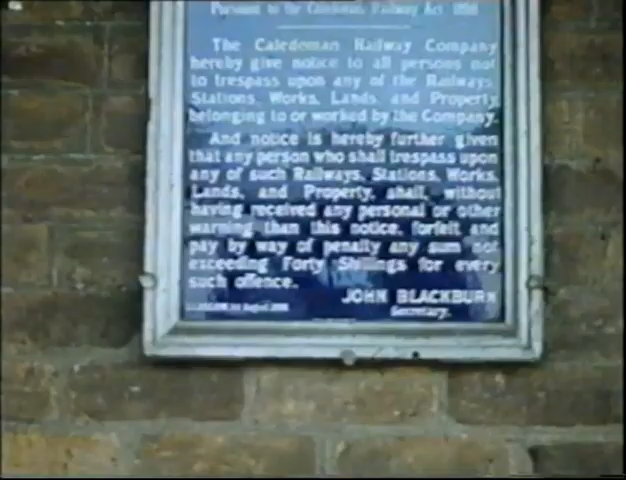 Pursuant to the Caledonian Railway Act 1898
The Caledonian Railway Company
hereby give notice to all persons not
to trespass upon any of the Railways,
Stations, Works, Lands, and Property,
belonging to or worked by the Company.
And notice is hereby further given
that any person who shall trespass upon
any of such Railways, Stations, Works,
Lands, and Property, shall, without
having received any personal or other
warning than this notice, forfeit and
pay by way of penalty any sum not
exceeding Forty Shillings for every
such offence.
JOHN BLACKBURN
Secretary.